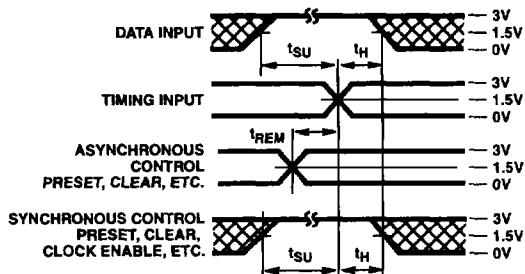 3V
DATA INPUT
1.5V
0V
tSU
tH
3V
TIMING INPUT
1.5V
0V
tREM
ASYNCHRONOUS
CONTROL
PRESET, CLEAR, ETC.
3V
1.5V
0V
SYNCHRONOUS CONTROL
PRESET, CLEAR,
CLOCK ENABLE, ETC.
3V
1.5V
0V
tSU
tH